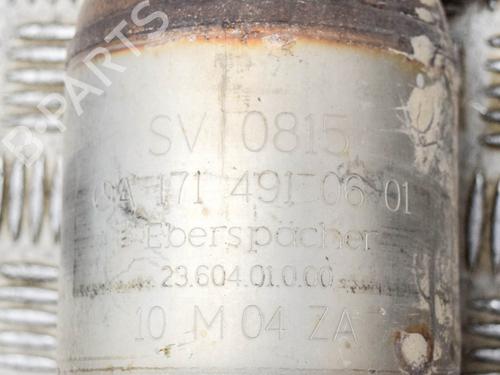 SV 0815
A 171 491 06 01
Eberspächer
23.604.01.0.00
10 M 04 ZA
B-PARTS